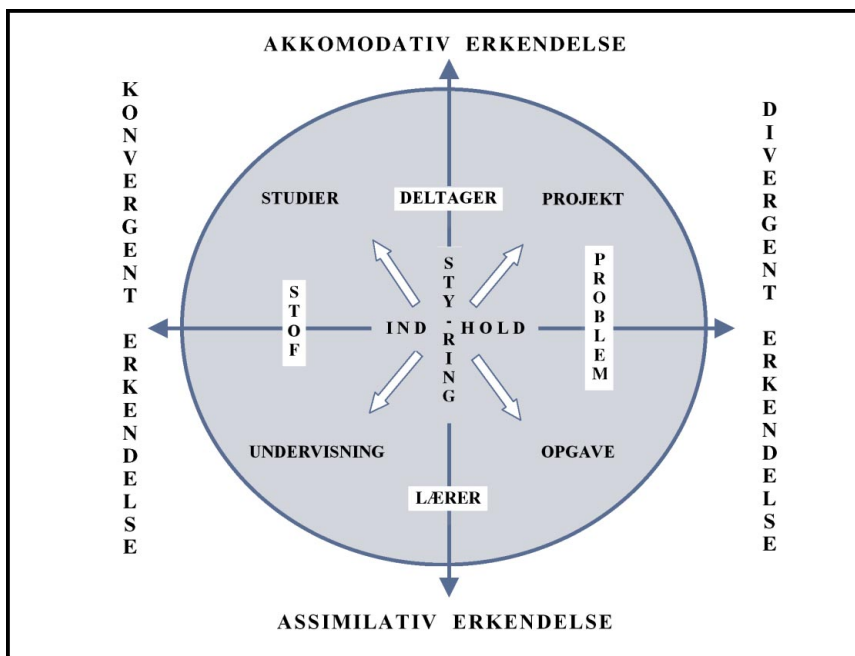 AKKOMODATIV ERKENDELSE
KONVERGENT ERKENDELSE
DIVERGENT ERKENDELSE
STUDIER
DELTAGER
PROJEKT
STOF
STY-RING
PROBLEM
IND HOLD
UNDERVISNING
OPGAVE
LÆRER
ASSIMILATIV ERKENDELSE